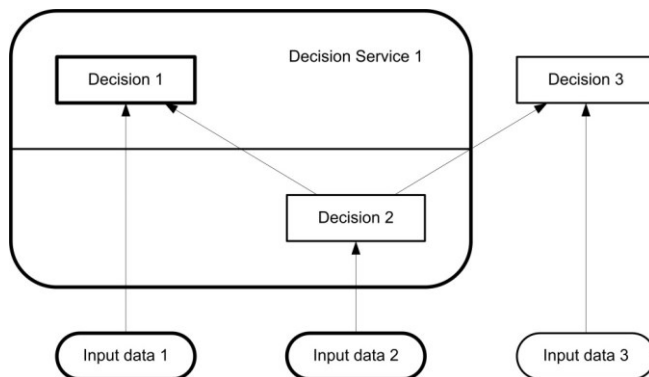 Decision Service 1
Decision 1
Decision 3
Decision 2
Input data 1
Input data 2
Input data 3